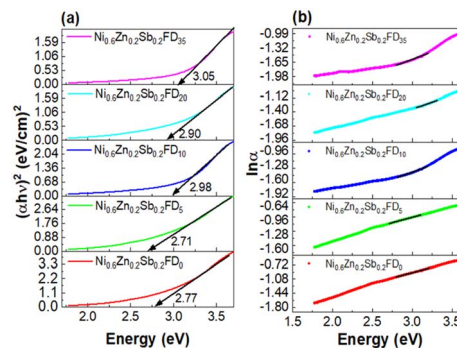 (a)
(αhν)² (eV/cm)²
1.59
1.06
0.53
0.00
Ni₀.₆Zn₀.₂Sb₀.₂FD₃₅
3.05
1.59
1.06
0.53
0.00
Ni₀.₆Zn₀.₂Sb₀.₂FD₂₀
2.90
2.04
1.36
0.68
0.00
Ni₀.₆Zn₀.₂Sb₀.₂FD₁₀
2.98
2.64
1.76
0.88
0.00
Ni₀.₆Zn₀.₂Sb₀.₂FD₅
2.71
3.3
2.2
1.1
0.0
Ni₀.₆Zn₀.₂Sb₀.₂FD₀
2.77
2.0 2.5 3.0 3.5
Energy (eV)
(b)
lnα
-0.99
-1.32
-1.65
-1.98
Ni₀.₆Zn₀.₂Sb₀.₂FD₃₅
-1.12
-1.40
-1.68
-1.96
Ni₀.₆Zn₀.₂Sb₀.₂FD₂₀
-0.96
-1.28
-1.60
-1.92
Ni₀.₆Zn₀.₂Sb₀.₂FD₁₀
-0.64
-0.96
-1.28
-1.60
Ni₀.₆Zn₀.₂Sb₀.₂FD₅
-0.72
-1.08
-1.44
-1.80
Ni₀.₆Zn₀.₂Sb₀.₂FD₀
1.5 2.0 2.5 3.0 3.5
Energy (eV)